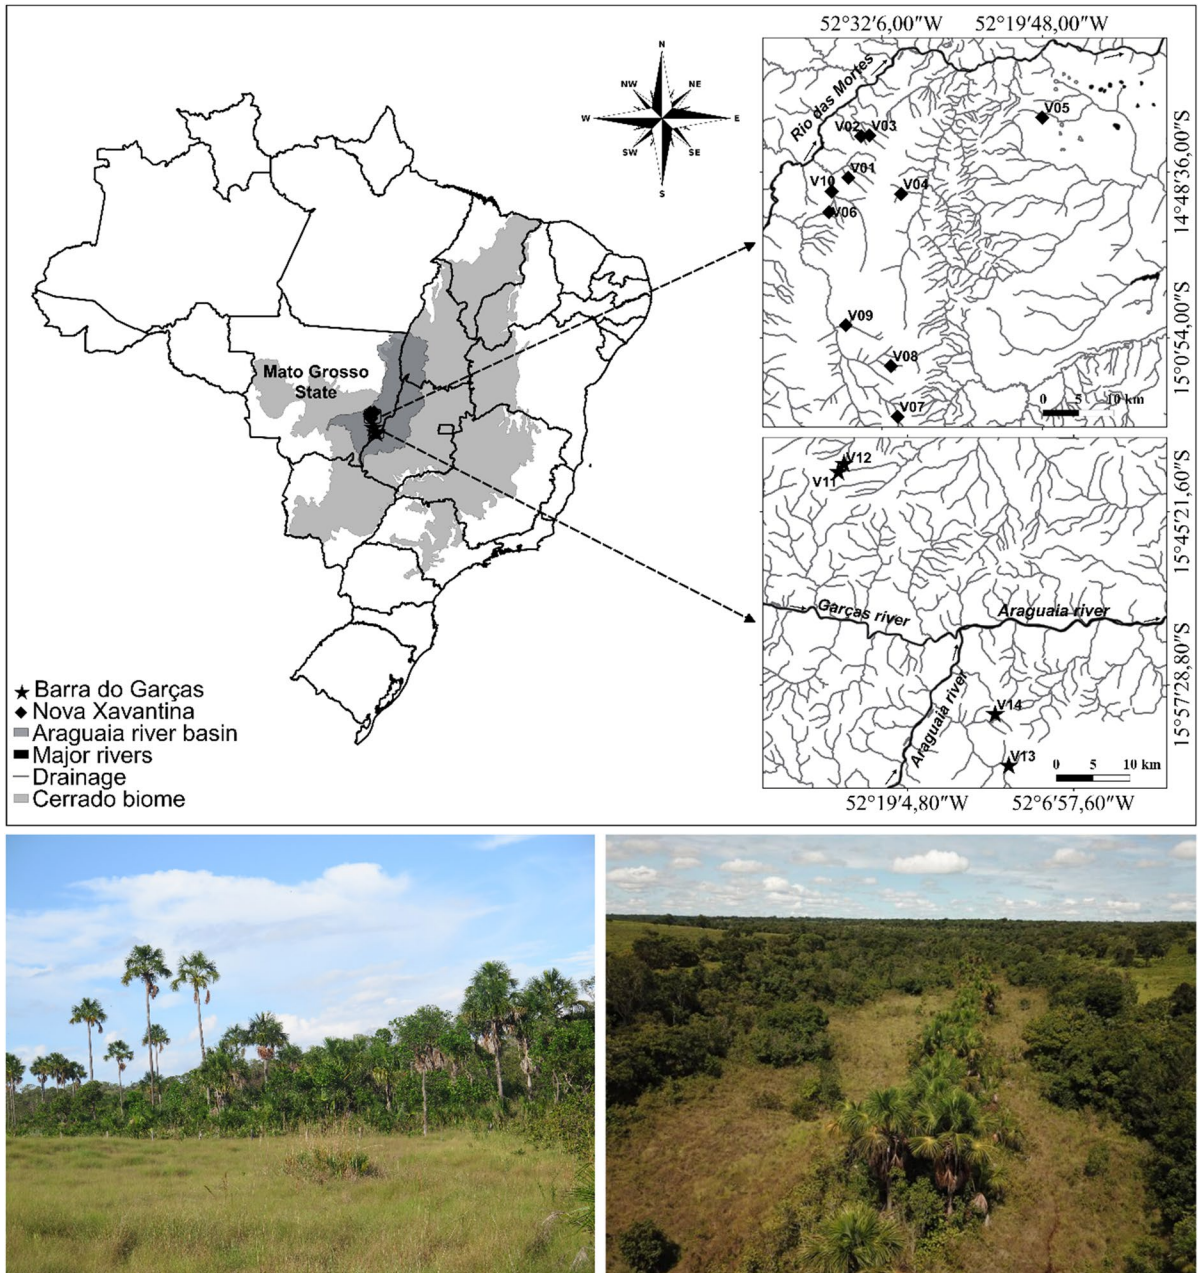 N
NW
NE
W
E
SW
SE
S
Mato Grosso
State
★ Barra do Garças
◆ Nova Xavantina
Araguaia river basin
Major rivers
Drainage
Cerrado biome
52°32'6,00"W 52°19'48,00"W
Rio das Mortes
V05
V02 V03
V01
V10
V04
V06
V09
V08
V07
0 5 10 km
14°48'36,00"S
15°0'54,00"S
V12
V11
Garças river
Araguaia river
Araguaia river
V14
V13
0 5 10 km
15°45'21,60"S
15°57'28,80"S
52°19'4,80"W 52°6'57,60"W